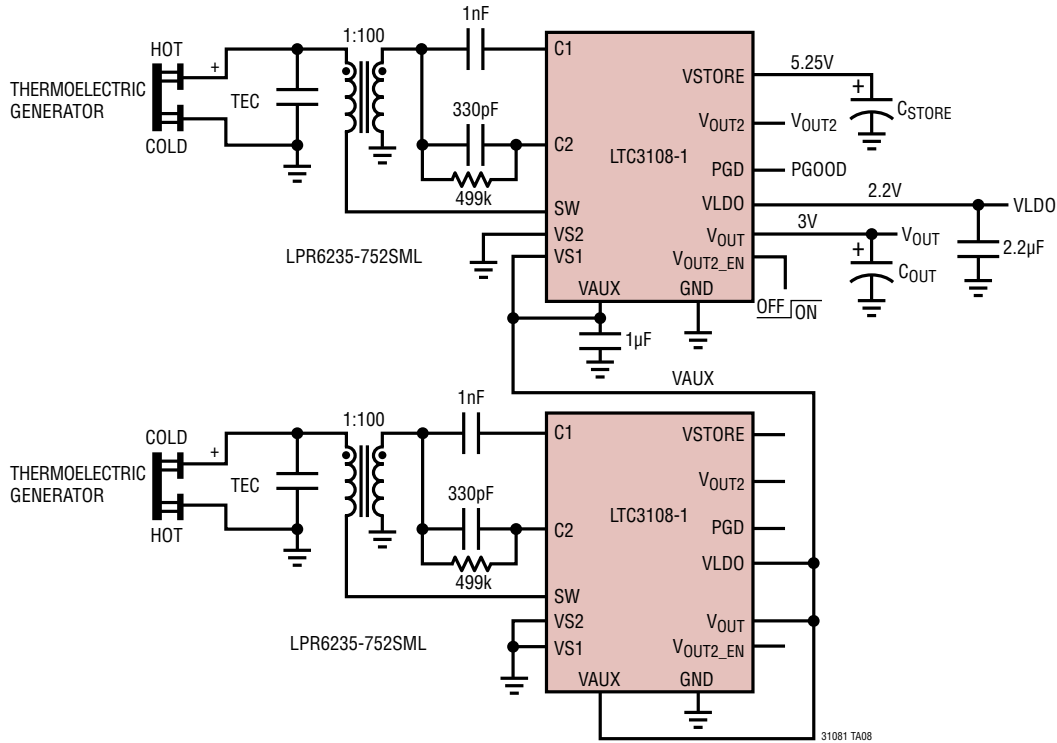 1:100
1nF
HOT
+
THERMOELECTRIC
GENERATOR
TEC
COLD
330pF
499k
LPR6235-752SML
C1
C2
SW
VS2
VS1
VAUX
GND
LTC3108-1
VSTORE
VOUT2
PGD
VLDO
VOUT
VOUT2_EN
5.25V
+
CSTORE
VOUT2
PGOOD
2.2V
VLDO
3V
VOUT
+
COUT
2.2µF
OFF ON
1µF
VAUX
1:100
1nF
COLD
+
THERMOELECTRIC
GENERATOR
TEC
HOT
330pF
499k
LPR6235-752SML
C1
C2
SW
VS2
VS1
VAUX
GND
LTC3108-1
VSTORE
VOUT2
PGD
VLDO
VOUT
VOUT2_EN
31081 TA08